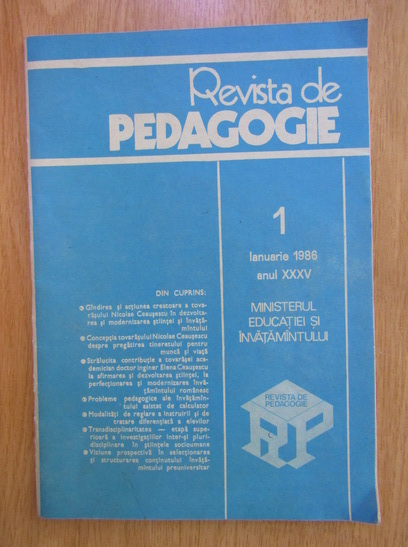 Revista de
PEDAGOGIE
1
Ianuarie 1986
anul XXXV
MINISTERUL
EDUCAȚIEI ȘI
ÎNVĂȚĂMÎNTULUI
REVISTA DE
PEDAGOGIE
RP
DIN CUPRINS:
Gîndirea și acțiunea creatoare a tova-
rășului Nicolae Ceaușescu în dezvolta-
rea și modernizarea științei și învăță-
mîntului
Concepția tovarășului Nicolae Ceaușescu
despre pregătirea tineretului pentru
muncă și viață
Strălucita contribuție a tovarășei aca-
demician doctor inginer Elena Ceaușescu
la afirmarea și dezvoltarea științei, la
perfecționarea și modernizarea învă-
țămîntului românesc
Probleme pedagogice ale învățămîn-
tului asistat de calculator
Modalități de reglare a instruirii și de
tratare diferențiată a elevilor
Transdisciplinaritatea — etapă supe-
rioară a investigațiilor inter-și pluri-
disciplinare în științele socioumane
Viziune prospectivă în selecționarea
și structurarea conținutului învăță-
mîntului preuniversitar